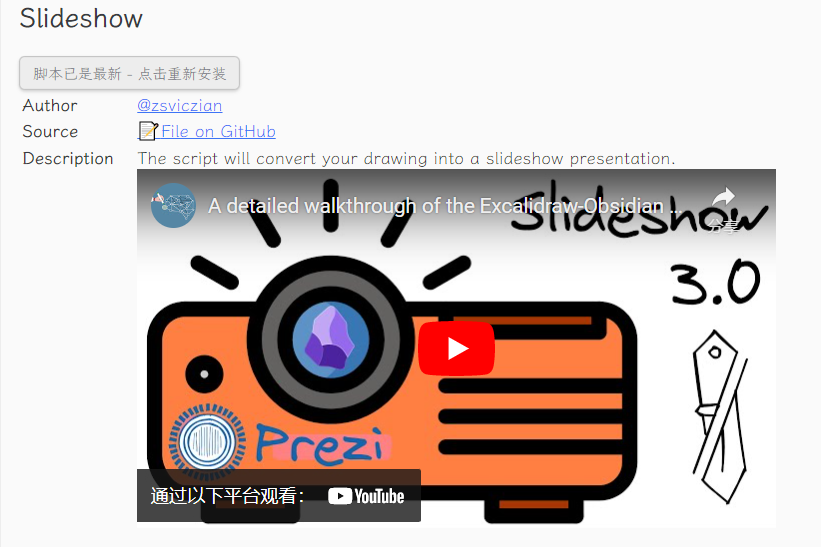 Slideshow
脚本已是最新 - 点击重新安装
Author @zsviczian
Source 📝File on GitHub
Description The script will convert your drawing into a slideshow presentation.
A detailed walkthrough of the Excalidraw-Obsidian ...
分享
Slideshow
3.0
Prezi
通过以下平台观看： YouTube